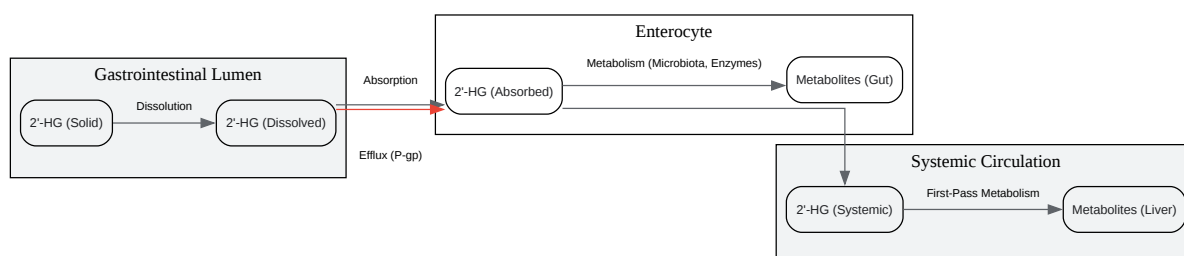 Gastrointestinal Lumen
2'-HG (Solid)
Dissolution
2'-HG (Dissolved)
Absorption
Efflux (P-gp)
Enterocyte
2'-HG (Absorbed)
Metabolism (Microbiota, Enzymes)
Metabolites (Gut)
Systemic Circulation
2'-HG (Systemic)
First-Pass Metabolism
Metabolites (Liver)